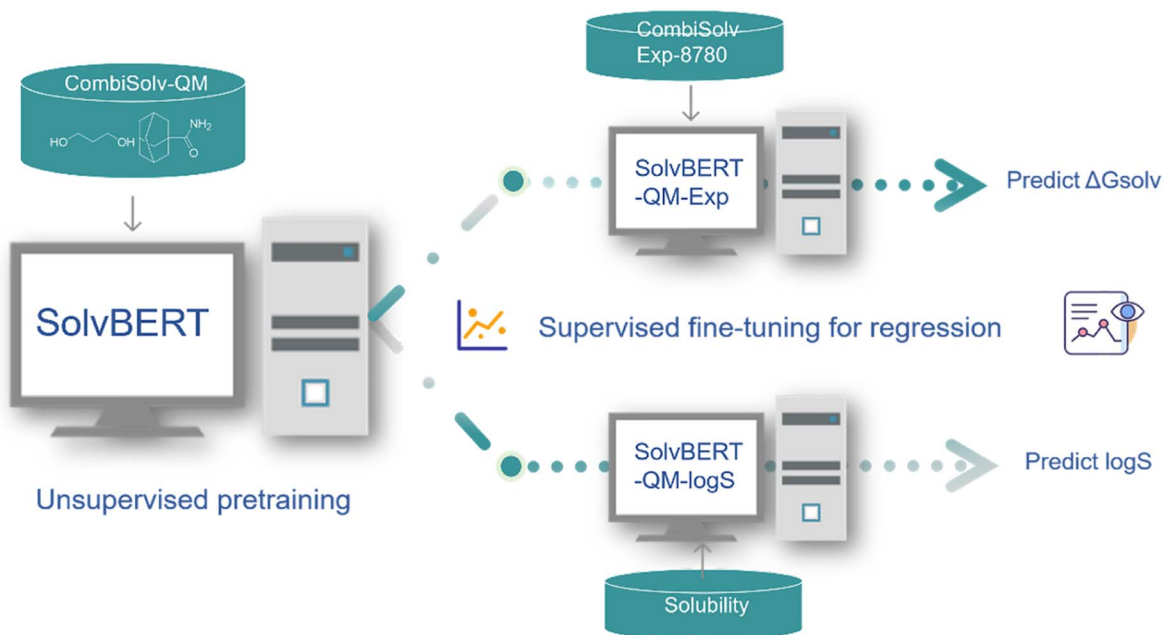 CombiSolv-QM
HO
OH
NH₂
O
SolvBERT
Unsupervised pretraining
CombiSolv
Exp-8780
SolvBERT
-QM-Exp
Predict ΔGsolv
Supervised fine-tuning for regression
SolvBERT
-QM-logS
Predict logS
Solubility